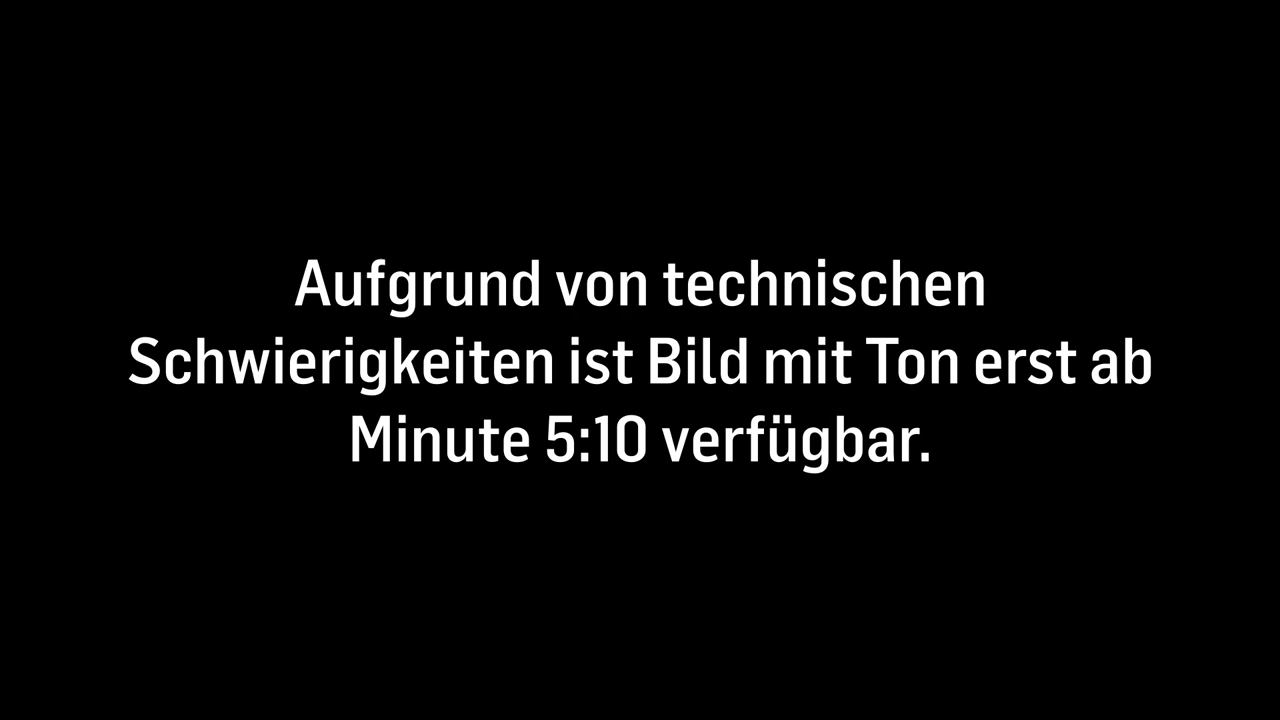 Aufgrund von technischen
Schwierigkeiten ist Bild mit Ton erst ab
Minute 5:10 verfügbar.